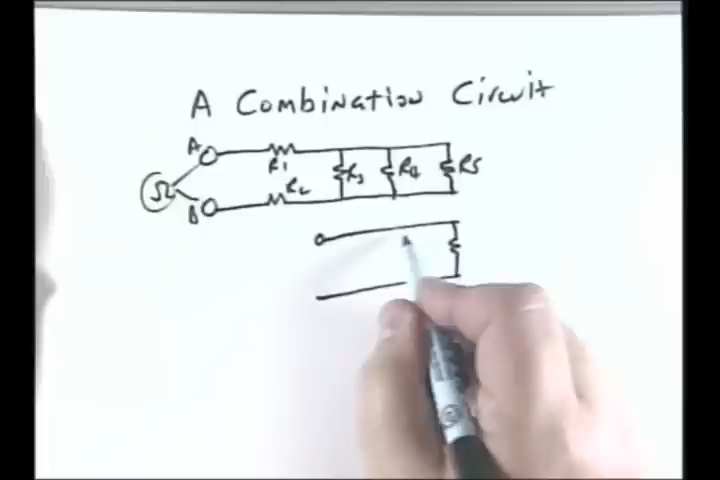 A Combination Circuit
A R1 R3 R4 R5
Ω R2
B